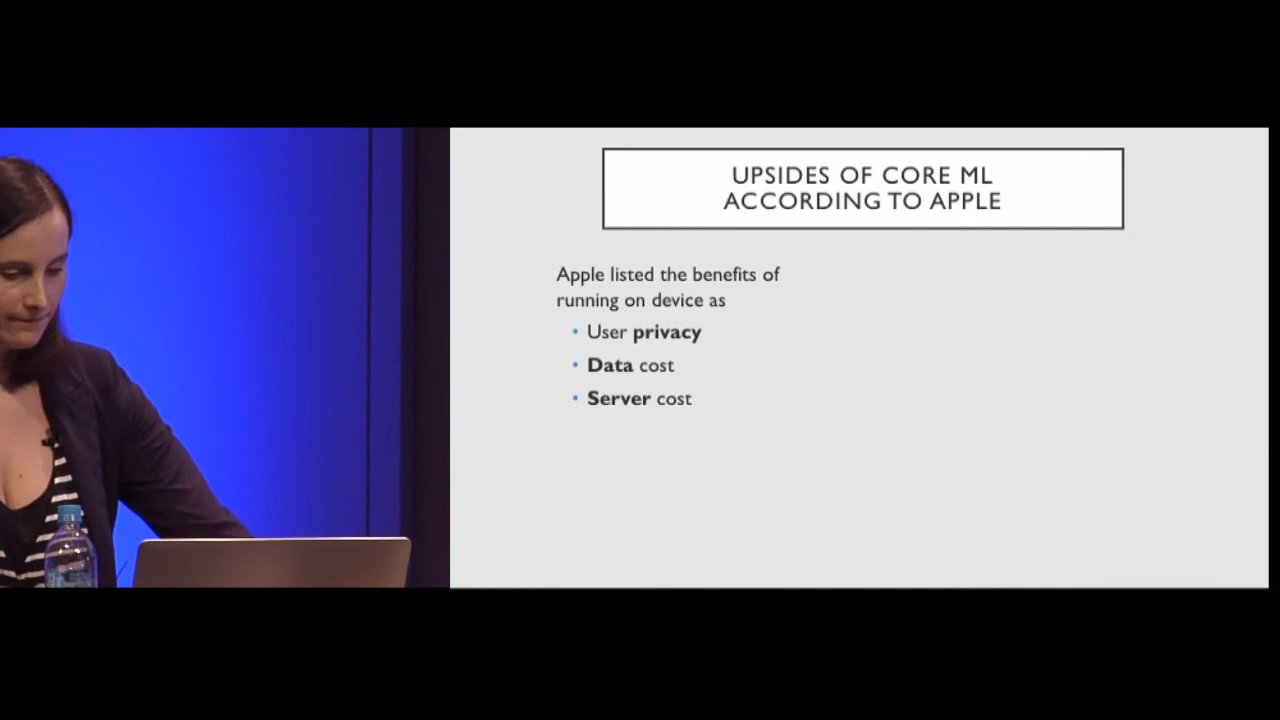 UPSIDES OF CORE ML
ACCORDING TO APPLE
Apple listed the benefits of
running on device as
• User privacy
• Data cost
• Server cost